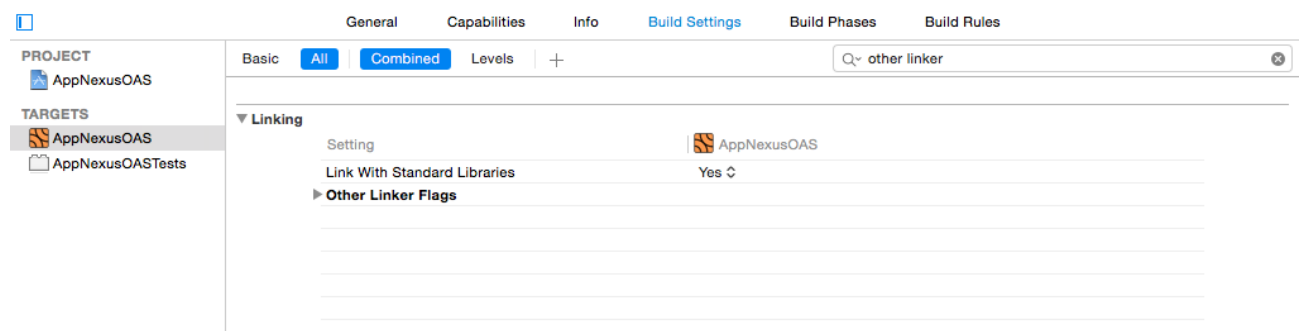 General Capabilities Info Build Settings Build Phases Build Rules
PROJECT
AppNexusOAS
TARGETS
AppNexusOAS
AppNexusOASTests
Basic All Combined Levels + other linker
Linking
Setting AppNexusOAS
Link With Standard Libraries Yes
Other Linker Flags